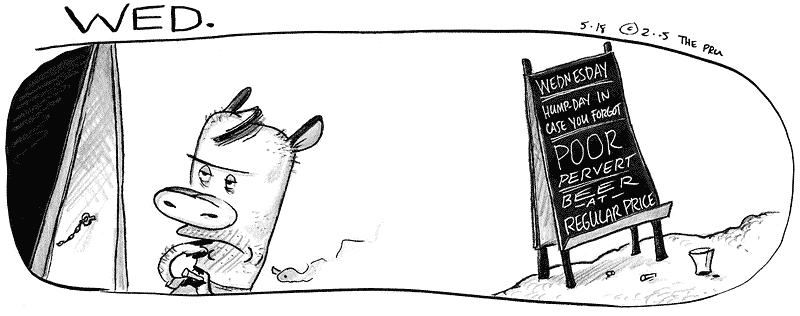 WED.
5·18 © 2..5 THE PRU
WEDNESDAY
HUMP-DAY IN
CASE YOU FORGOT
POOR
PERVERT
BEER
AT
REGULAR PRICE